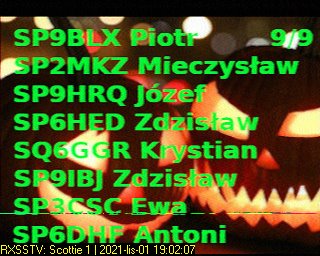 SP9BLX Piotr 9/9
SP2MKZ Mieczysław
SP9HRQ Józef
SP6HED Zdzisław
SQ6GGR Krystian
SP9IBJ Zdzisław
SP3CSC Ewa
SP6DHF Antoni
RXSSTV: Scottie 1 | 2021-lis-01 19:02:07